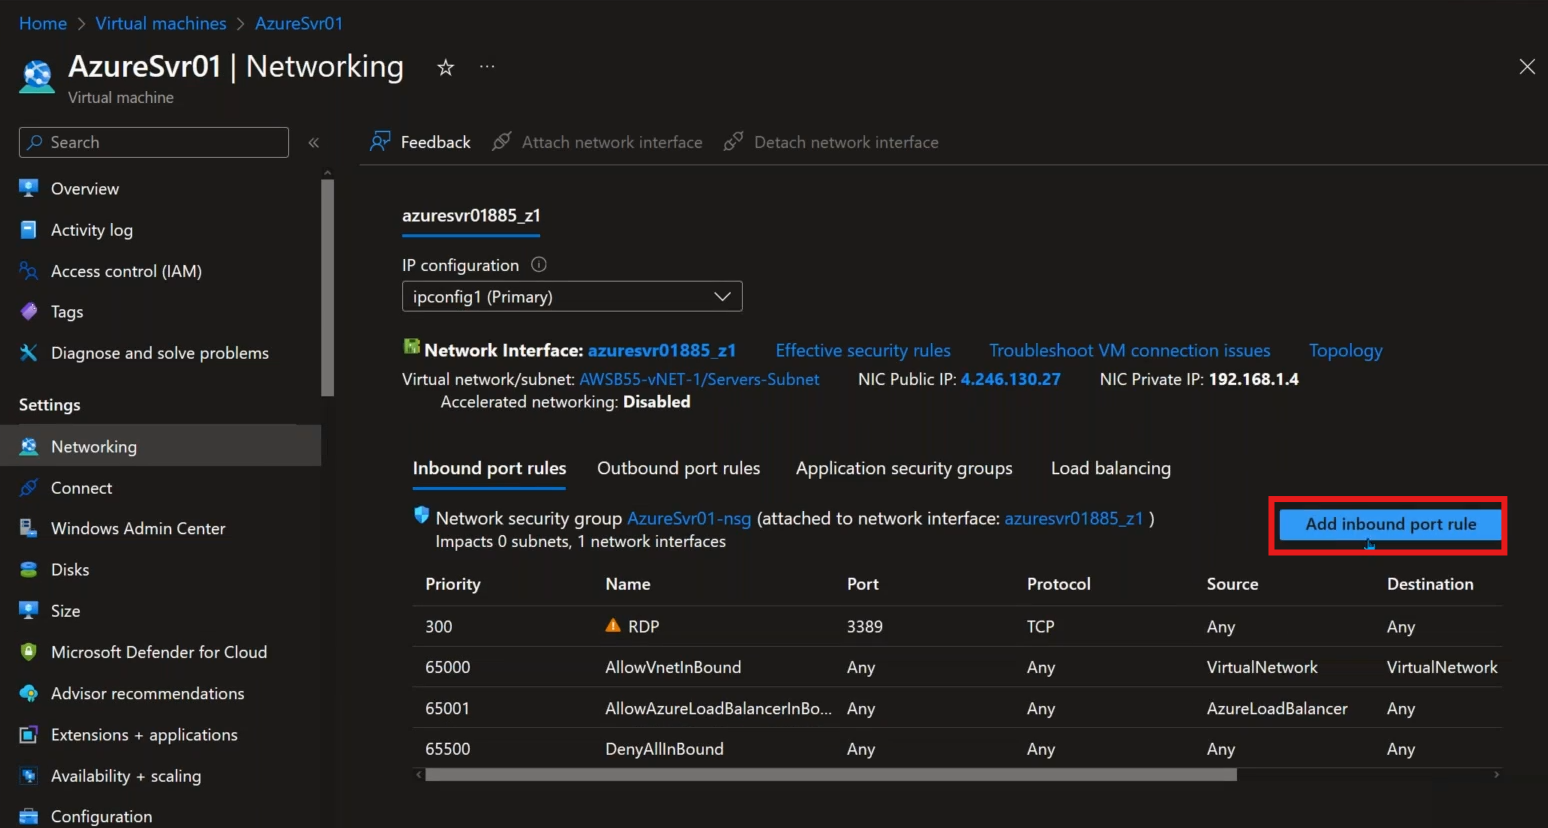 Home > Virtual machines > AzureSvr01
AzureSvr01 | Networking
Virtual machine
Search
«
Feedback
Attach network interface
Detach network interface
Overview
Activity log
Access control (IAM)
Tags
Diagnose and solve problems
Settings
Networking
Connect
Windows Admin Center
Disks
Size
Microsoft Defender for Cloud
Advisor recommendations
Extensions + applications
Availability + scaling
Configuration
azuresvr01885_z1
IP configuration
ipconfig1 (Primary)
Network Interface: azuresvr01885_z1 Effective security rules Troubleshoot VM connection issues Topology
Virtual network/subnet: AWSB55-vNET-1/Servers-Subnet NIC Public IP: 4.246.130.27 NIC Private IP: 192.168.1.4
Accelerated networking: Disabled
Inbound port rules Outbound port rules Application security groups Load balancing
Network security group AzureSvr01-nsg (attached to network interface: azuresvr01885_z1 )
Impacts 0 subnets, 1 network interfaces
Add inbound port rule
Priority Name Port Protocol Source Destination
300 RDP 3389 TCP Any Any
65000 AllowVnetInBound Any Any VirtualNetwork VirtualNetwork
65001 AllowAzureLoadBalancerInBo... Any Any AzureLoadBalancer Any
65500 DenyAllInBound Any Any Any Any